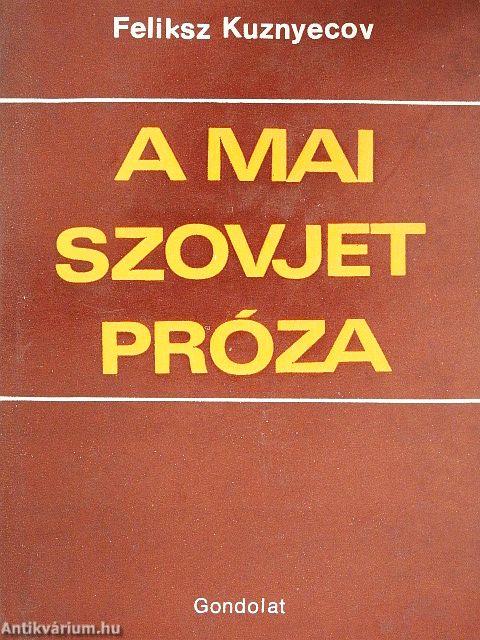 Feliksz Kuznyecov
A MAI
SZOVJET
PRÓZA
Gondolat
Antikvárium.hu